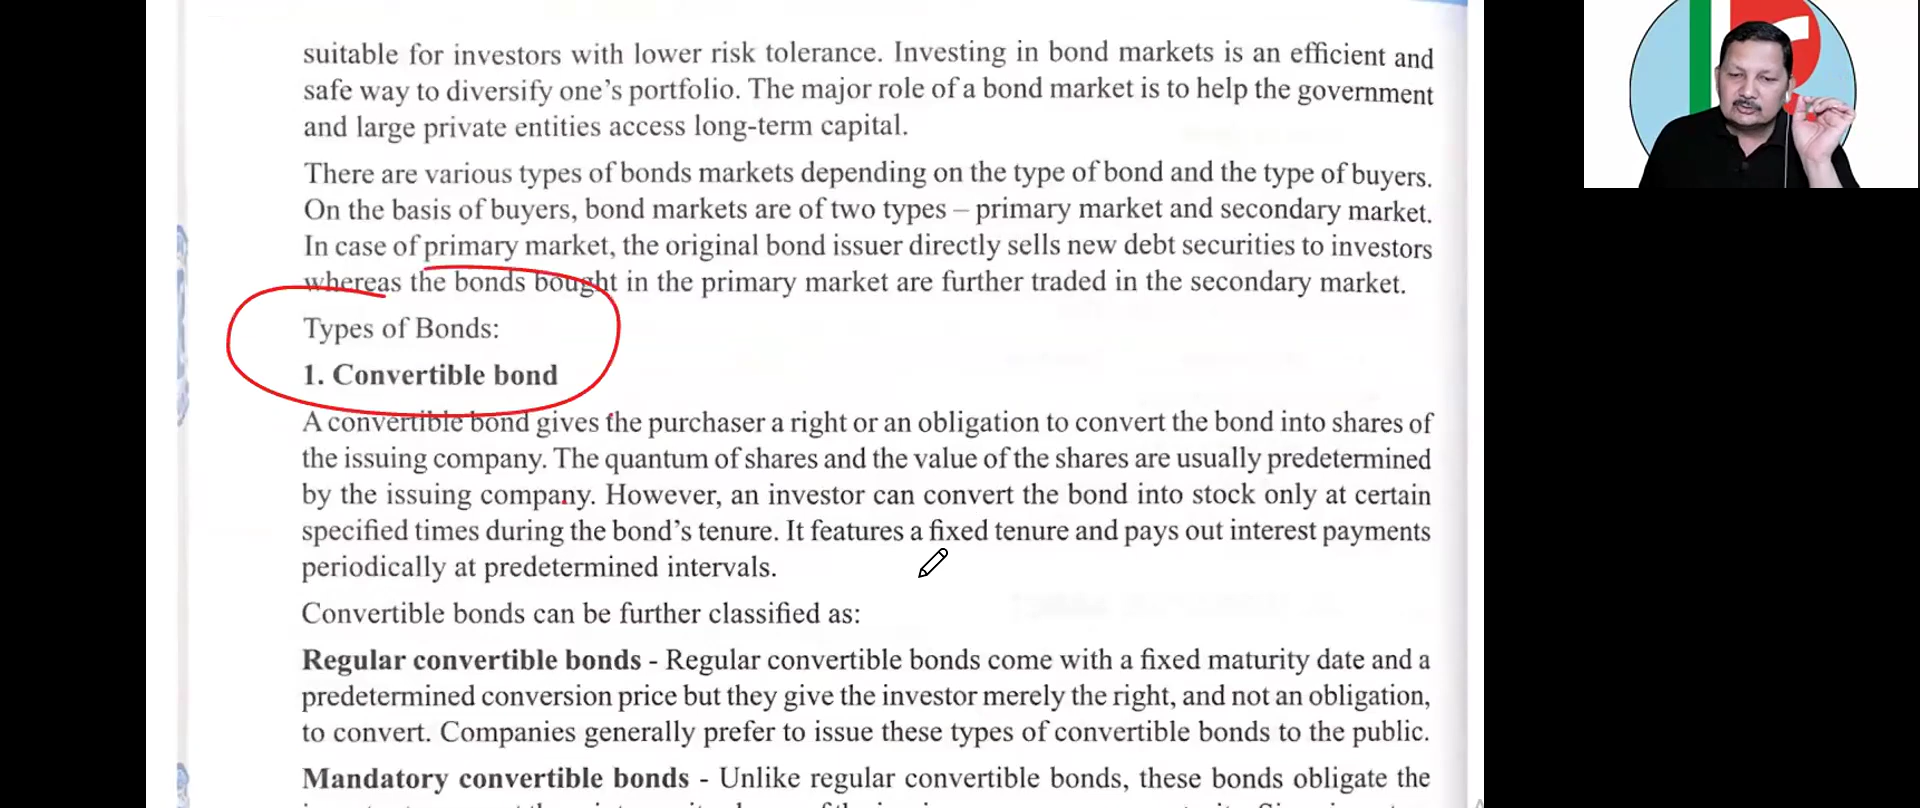 suitable for investors with lower risk tolerance. Investing in bond markets is an efficient and
safe way to diversify one's portfolio. The major role of a bond market is to help the government
and large private entities access long-term capital.
There are various types of bonds markets depending on the type of bond and the type of buyers.
On the basis of buyers, bond markets are of two types – primary market and secondary market.
In case of primary market, the original bond issuer directly sells new debt securities to investors
whereas the bonds bought in the primary market are further traded in the secondary market.
Types of Bonds:
1. Convertible bond
A convertible bond gives the purchaser a right or an obligation to convert the bond into shares of
the issuing company. The quantum of shares and the value of the shares are usually predetermined
by the issuing company. However, an investor can convert the bond into stock only at certain
specified times during the bond's tenure. It features a fixed tenure and pays out interest payments
periodically at predetermined intervals.
Convertible bonds can be further classified as:
Regular convertible bonds - Regular convertible bonds come with a fixed maturity date and a
predetermined conversion price but they give the investor merely the right, and not an obligation,
to convert. Companies generally prefer to issue these types of convertible bonds to the public.
Mandatory convertible bonds - Unlike regular convertible bonds, these bonds obligate the